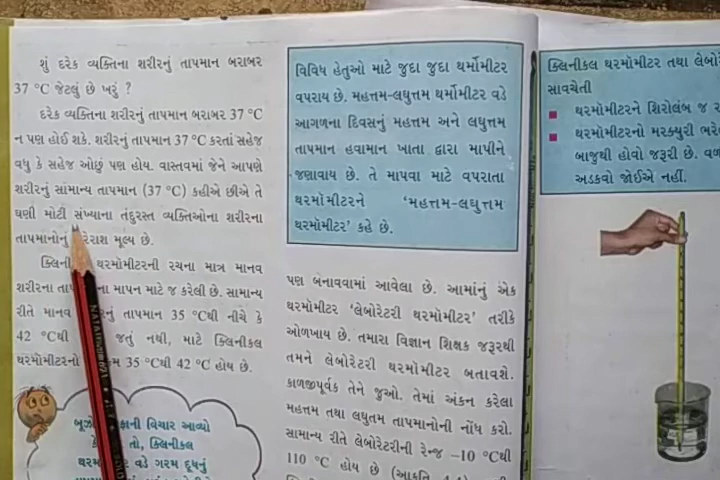 શું દરેક વ્યક્તિના શરીરનું તાપમાન બરાબર
37 °C જેટલું છે ખરું ?
દરેક વ્યક્તિના શરીરનું તાપમાન બરાબર 37 °C
ન પણ હોઈ શકે. શરીરનું તાપમાન 37 °C કરતાં સહેજ
વધુ કે સહેજ ઓછું પણ હોય. વાસ્તવમાં જેને આપણે
શરીરનું સામાન્ય તાપમાન (37 °C) કહીએ છીએ તે
ઘણી મોટી સંખ્યાના તંદુરસ્ત વ્યક્તિઓના શરીરના
તાપમાનોનું સરેરાશ મૂલ્ય છે.
થરમૉમીટરની રચના માત્ર માનવ
શરીરના માપન માટે જ કરેલી છે. સામાન્ય
રીતે માનવ તાપમાન 35 °Cથી નીચે કે
42 °Cથી જતું નથી, માટે ક્લિનીકલ
થરમૉમીટરનો 35 °Cથી 42 °C હોય છે.
વિચાર આવ્યો
તો, ક્લિનીકલ
વડે ગરમ દૂધનું
વિવિધ હેતુઓ માટે જુદા જુદા થર્મોમીટર
વપરાય છે. મહત્તમ-લઘુત્તમ થર્મોમીટર વડે
આગળના દિવસનું મહત્તમ અને લઘુત્તમ
તાપમાન હવામાન ખાતા દ્વારા માપીને
જણાવાય છે. તે માપવા માટે વપરાતા
થરમૉમીટરને ‘મહત્તમ-લઘુત્તમ
થરમૉમીટર’ કહે છે.
પણ બનાવવામાં આવેલા છે. આમાંનું એક
થરમૉમીટર ‘લેબોરેટરી થરમૉમીટર’ તરીકે
ઓળખાય છે. તમારા વિજ્ઞાન શિક્ષક જરૂરથી
તમને લેબોરેટરી થરમૉમીટર બતાવશે.
કાળજીપૂર્વક તેને જુઓ. તેમાં અંકન કરેલા
મહત્તમ તથા લઘુતમ તાપમાનોની નોંધ કરો.
સામાન્ય રીતે લેબોરેટરીની રેન્જ –10 °Cથી
110 °C હોય છે (આકૃતિ
ક્લિનીકલ થરમૉમીટર તથા
સાવચેતી
■ થરમૉમીટરને શિરોલંબ જ
■ થરમૉમીટરનો મરક્યુરી
બાજુથી હોવો જરૂરી છે.
અડકવો જોઈએ નહીં.